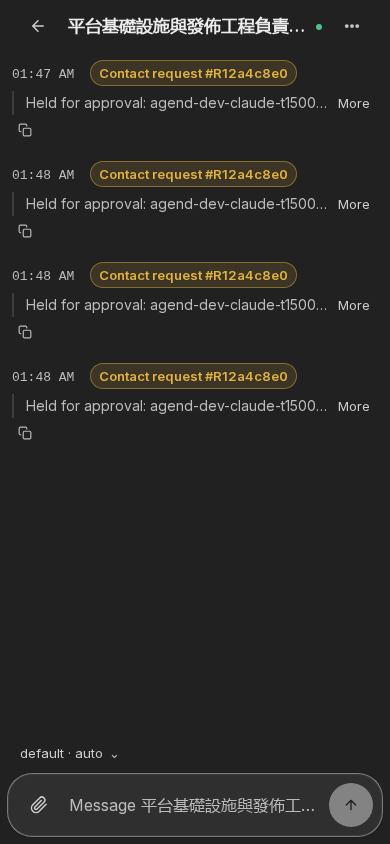 平台基礎設施與發佈工程負責…
01:47 AM Contact request #R12a4c8e0
Held for approval: agend-dev-claude-t1500… More
01:48 AM Contact request #R12a4c8e0
Held for approval: agend-dev-claude-t1500… More
01:48 AM Contact request #R12a4c8e0
Held for approval: agend-dev-claude-t1500… More
01:48 AM Contact request #R12a4c8e0
Held for approval: agend-dev-claude-t1500… More
default · auto
Message 平台基礎設施與發佈工…